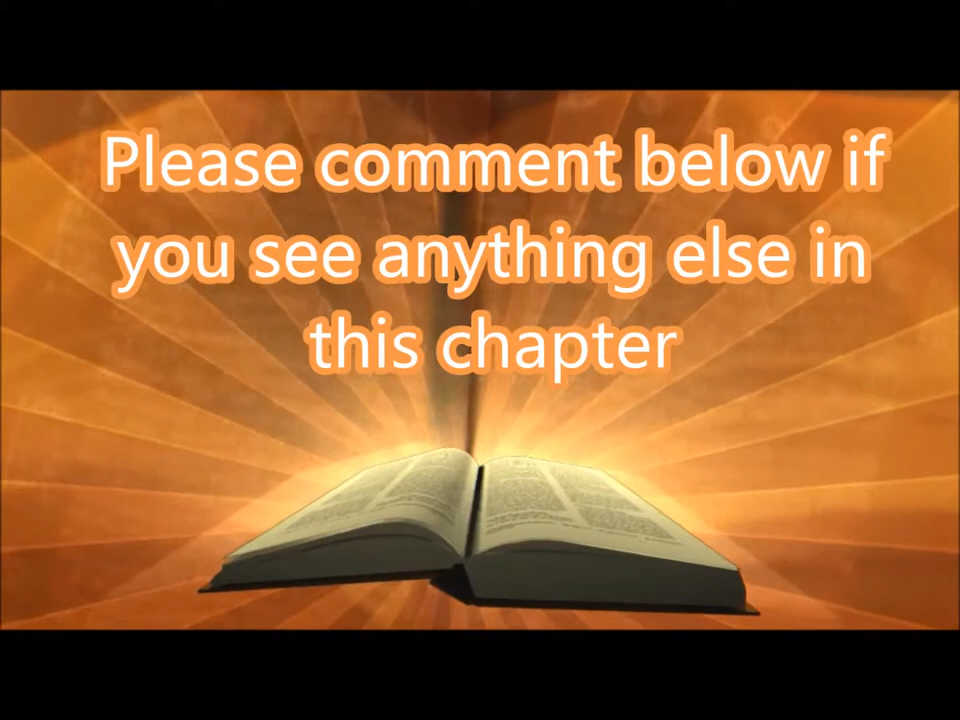 Please comment below if
you see anything else in
this chapter